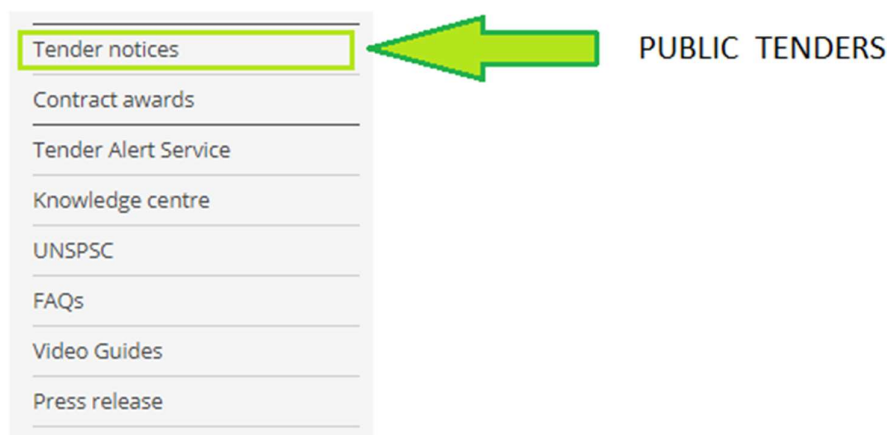 Tender notices
PUBLIC TENDERS
Contract awards
Tender Alert Service
Knowledge centre
UNSPSC
FAQs
Video Guides
Press release